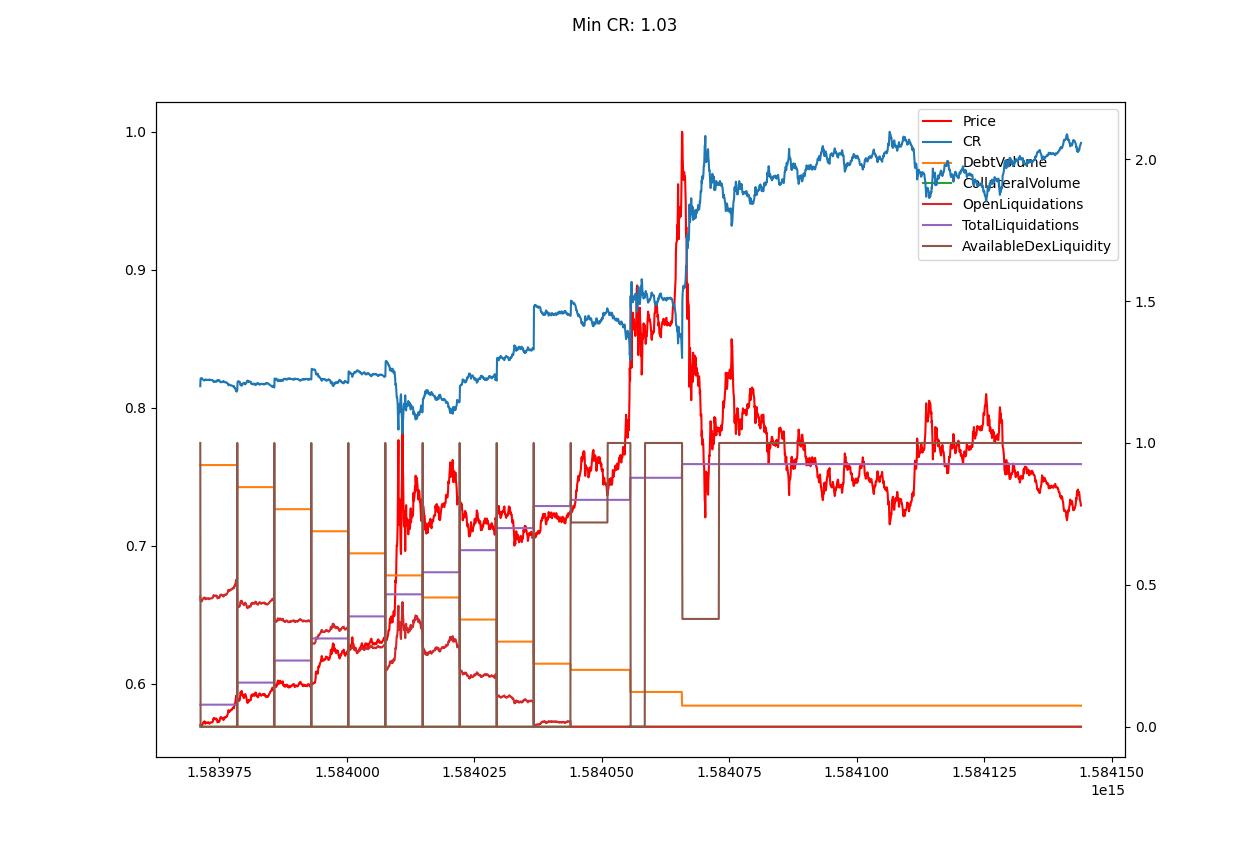 Min CR: 1.03
1.0
0.9
0.8
0.7
0.6
Price
CR
DebtVolume
CollateralVolume
OpenLiquidations
TotalLiquidations
AvailableDexLiquidity
2.0
1.5
1.0
0.5
0.0
1.583975 1.584000 1.584025 1.584050 1.584075 1.584100 1.584125 1.584150
1e15